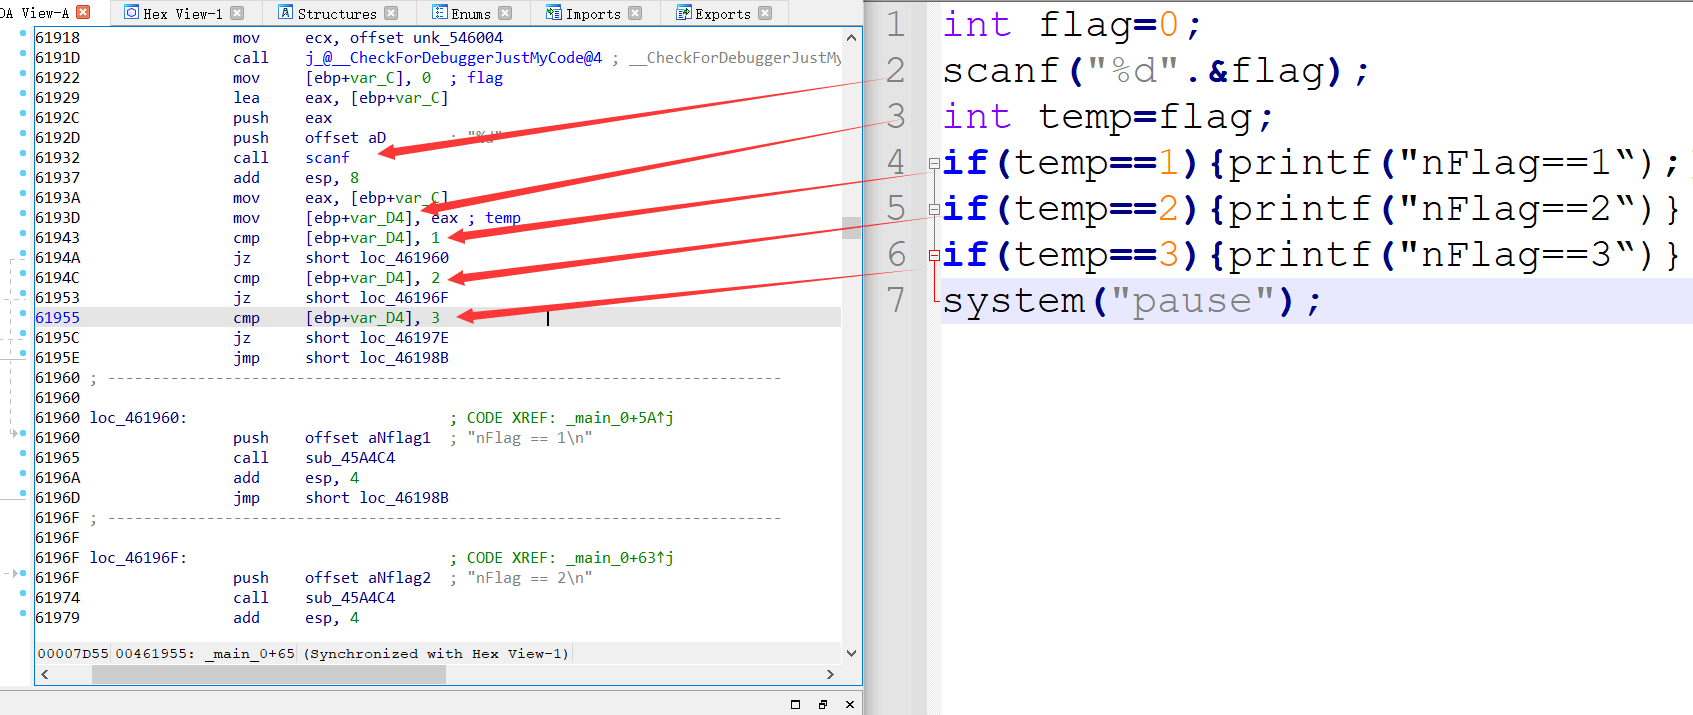 DA View-A
Hex View-1
Structures
Enums
Imports
Exports
61918 mov ecx, offset unk_546004
6191D call j_@__CheckForDebuggerJustMyCode@4 ; __CheckForDebuggerJustMy
61922 mov [ebp+var_C], 0 ; flag
61929 lea eax, [ebp+var_C]
6192C push eax
6192D push offset aD ; "%d"
61932 call scanf
61937 add esp, 8
6193A mov eax, [ebp+var_C]
6193D mov [ebp+var_D4], eax ; temp
61943 cmp [ebp+var_D4], 1
6194A jz short loc_461960
6194C cmp [ebp+var_D4], 2
61953 jz short loc_46196F
61955 cmp [ebp+var_D4], 3
6195C jz short loc_46197E
6195E jmp short loc_46198B
61960 ; ---------------------------------------------------------------------------
61960
61960 loc_461960: ; CODE XREF: _main_0+5A↑j
61960 push offset aNflag1 ; "nFlag == 1\n"
61965 call sub_45A4C4
6196A add esp, 4
6196D jmp short loc_46198B
6196F ; ---------------------------------------------------------------------------
6196F
6196F loc_46196F: ; CODE XREF: _main_0+63↑j
6196F push offset aNflag2 ; "nFlag == 2\n"
61974 call sub_45A4C4
61979 add esp, 4
00007D55 00461955: _main_0+65 (Synchronized with Hex View-1)
1 int flag=0;
2 scanf("%d".&flag);
3 int temp=flag;
4 if(temp==1){printf("nFlag==1“);
5 if(temp==2){printf("nFlag==2“)}
6 if(temp==3){printf("nFlag==3“)}
7 system("pause");